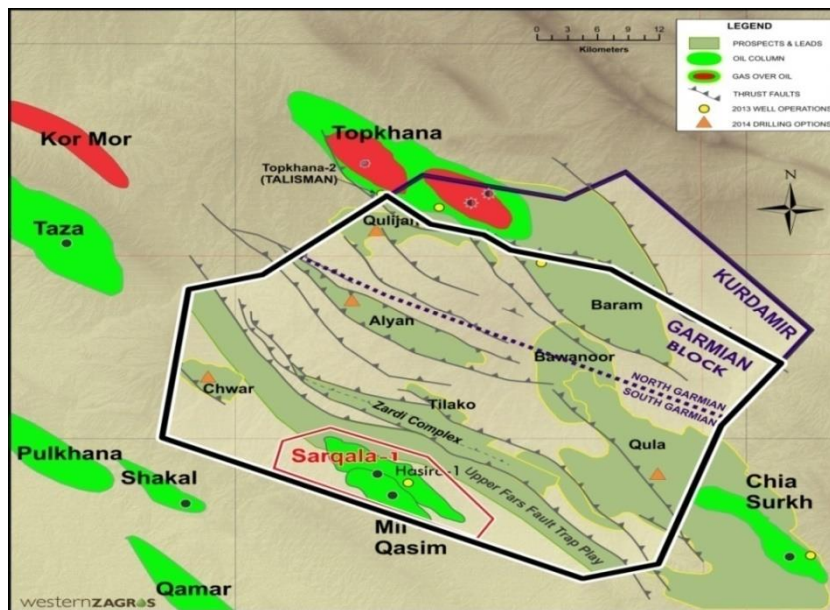 LEGEND
PROSPECTS & LEADS
OIL COLUMN
GAS OVER OIL
THRUST FAULTS
2013 WELL OPERATIONS
2014 DRILLING OPTIONS
0 3 6 9 12
Kilometers
N
Kor Mor
Topkhana
Topkhana-2
(TALISMAN)
Taza
Qulijan
KURDAMIR
Baram
GARMIAN
BLOCK
Alyan
Bawanoor
NORTH GARMIAN
SOUTH GARMIAN
Chwar
Tilako
Zardi Complex
Qula
Sarqala-1
Hasira-1
Upper Fars Fault Trap Play
Pulkhana
Shakal
Chia
Surkh
Mil
Qasim
Qamar
westernZAGROS